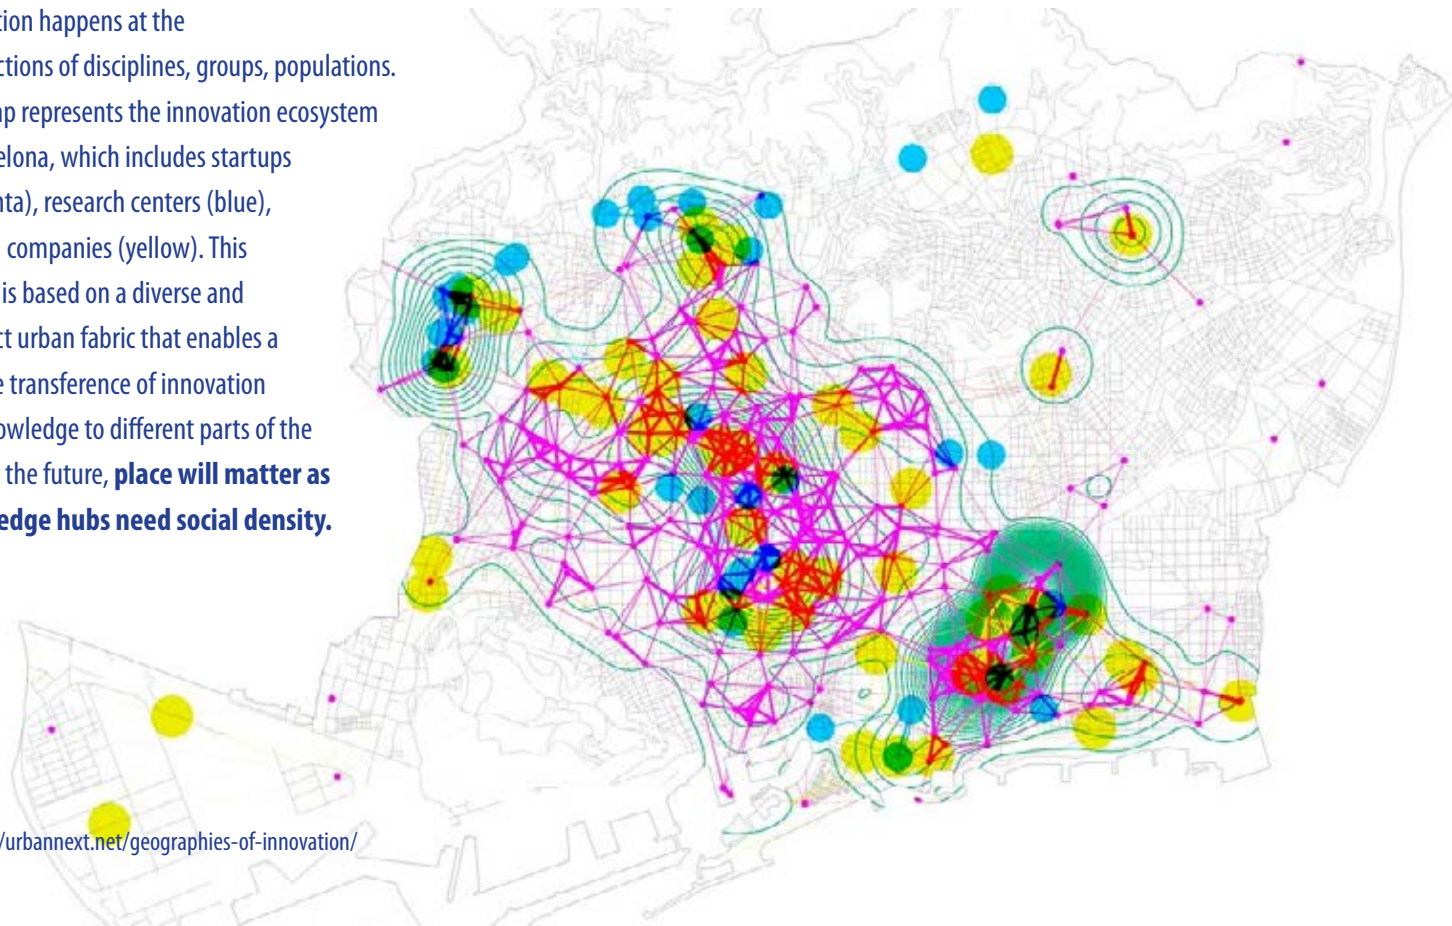 tion happens at the
ctions of disciplines, groups, populations.
ap represents the innovation ecosystem
elona, which includes startups
nta), research centers (blue),
companies (yellow). This
is based on a diverse and
ct urban fabric that enables a
e transference of innovation
owledge to different parts of the
the future, place will matter as
edge hubs need social density.
/urbannext.net/geographies-of-innovation/